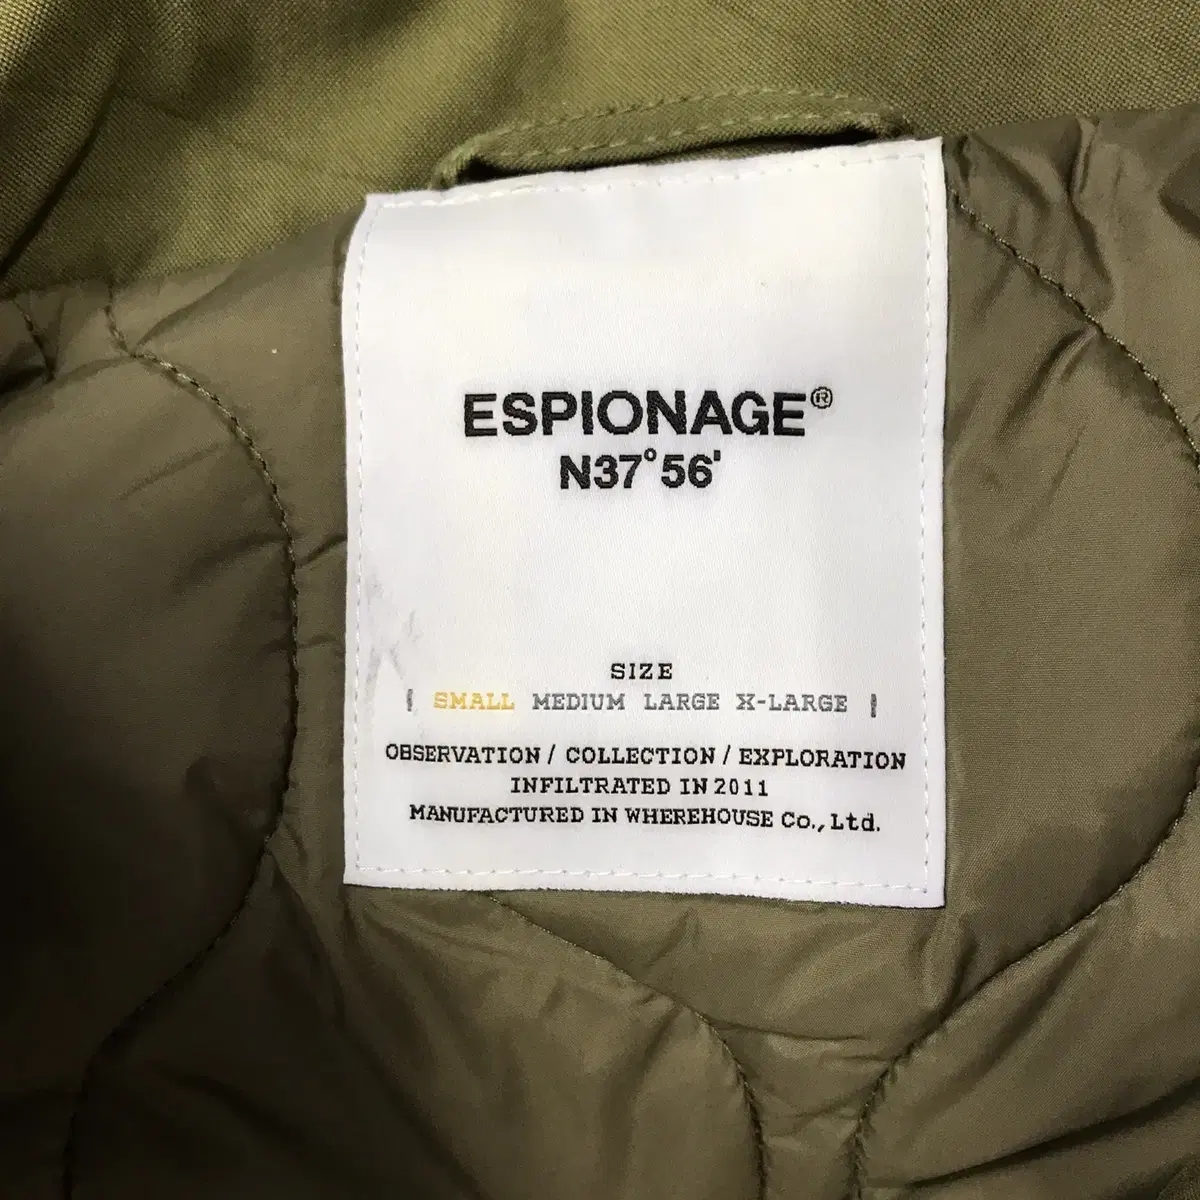 ESPIONAGE®
N37°56'
SIZE
| SMALL MEDIUM LARGE X-LARGE |
OBSERVATION / COLLECTION / EXPLORATION
INFILTRATED IN 2011
MANUFACTURED IN WHEREHOUSE Co., Ltd.